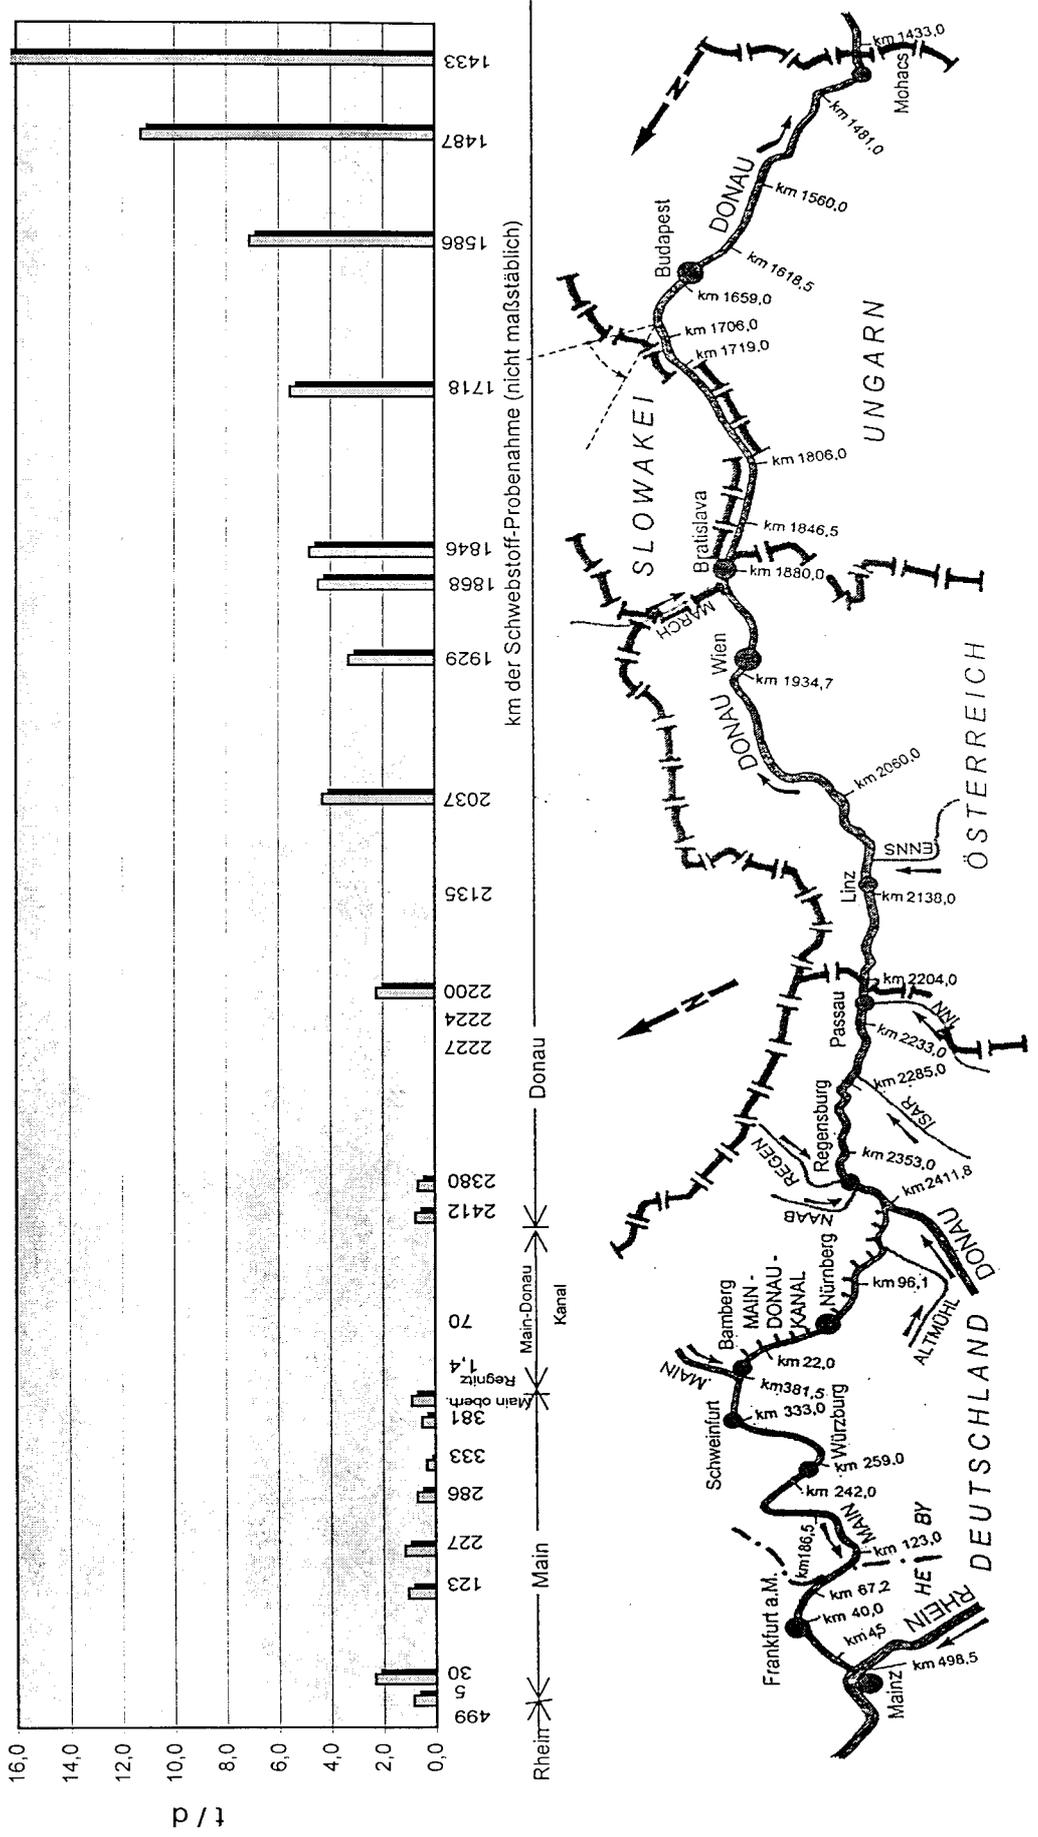 t / d
16,0
14,0
12,0
10,0
8,0
6,0
4,0
2,0
0,0
499
5
30
123
227
286
333
381
Main oberh.
Regnitz
1,4
70
2412
2380
2227
2224
2200
2135
2037
1929
1868
1846
1718
1586
1487
1433
km der Schwebstoff-Probenahme (nicht maßstäblich)
Rhein
Main
Main-Donau
Kanal
Donau
N
N
SLOWAKEI
UNGARN
ÖSTERREICH
DEUTSCHLAND
HE
BY
Mainz
Frankfurt a.M.
Würzburg
Schweinfurt
Bamberg
MAIN-
DONAU-
KANAL
Nürnberg
Regensburg
Passau
Linz
Wien
Bratislava
Budapest
Mohacs
RHEIN
MAIN
MAIN
ALTMÜHL
DONAU
NAAB
REGEN
ISAR
INN
ENNS
DONAU
MARCH
DONAU
km 498,5
km 45
km 40,0
km 67,2
km 123,0
km186,5
km 242,0
km 259,0
km 333,0
km381,5
km 22,0
km 96,1
km 2411,8
km 2353,0
km 2285,0
km 2233,0
km 2204,0
km 2138,0
km 2060,0
km 1934,7
km 1880,0
km 1846,5
km 1806,0
km 1719,0
km 1706,0
km 1659,0
km 1618,5
km 1560,0
km 1481,0
km 1433,0